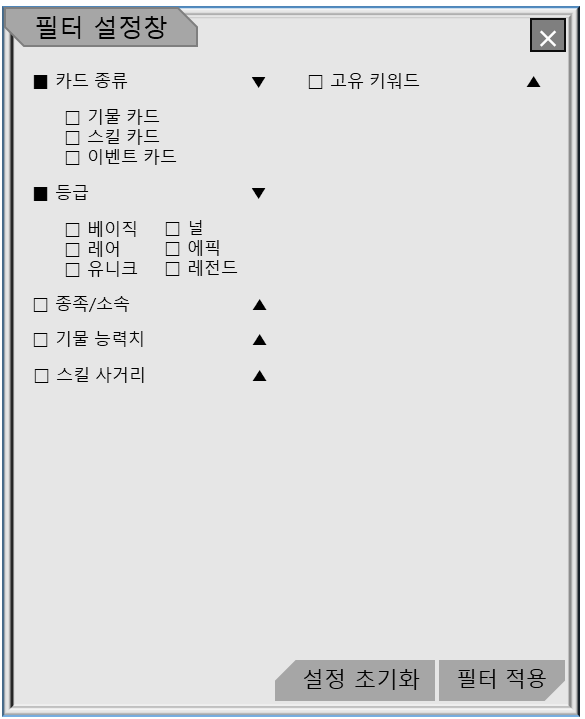 필터 설정창
■ 카드 종류 ▼
□ 기물 카드
□ 스킬 카드
□ 이벤트 카드
■ 등급 ▼
□ 베이직 □ 널
□ 레어 □ 에픽
□ 유니크 □ 레전드
□ 종족/소속 ▲
□ 기물 능력치 ▲
□ 스킬 사거리 ▲
□ 고유 키워드 ▲
설정 초기화 필터 적용